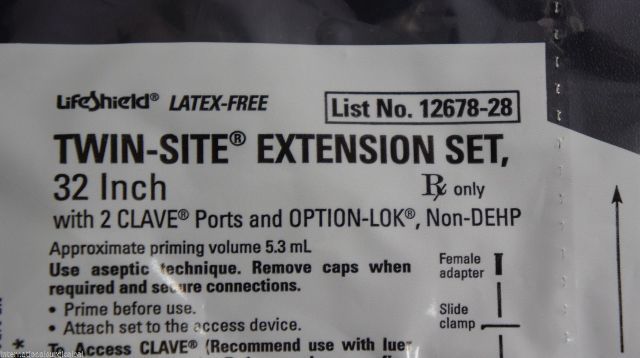 LifeShield® LATEX-FREE
List No. 12678-28
TWIN-SITE® EXTENSION SET,
32 Inch
Rx only
with 2 CLAVE® Ports and OPTION-LOK®, Non-DEHP
Approximate priming volume 5.3 mL
Use aseptic technique. Remove caps when
required and secure connections.
• Prime before use.
• Attach set to the access device.
* To Access CLAVE® (Recommend use with luer
Female
adapter
Slide
clamp